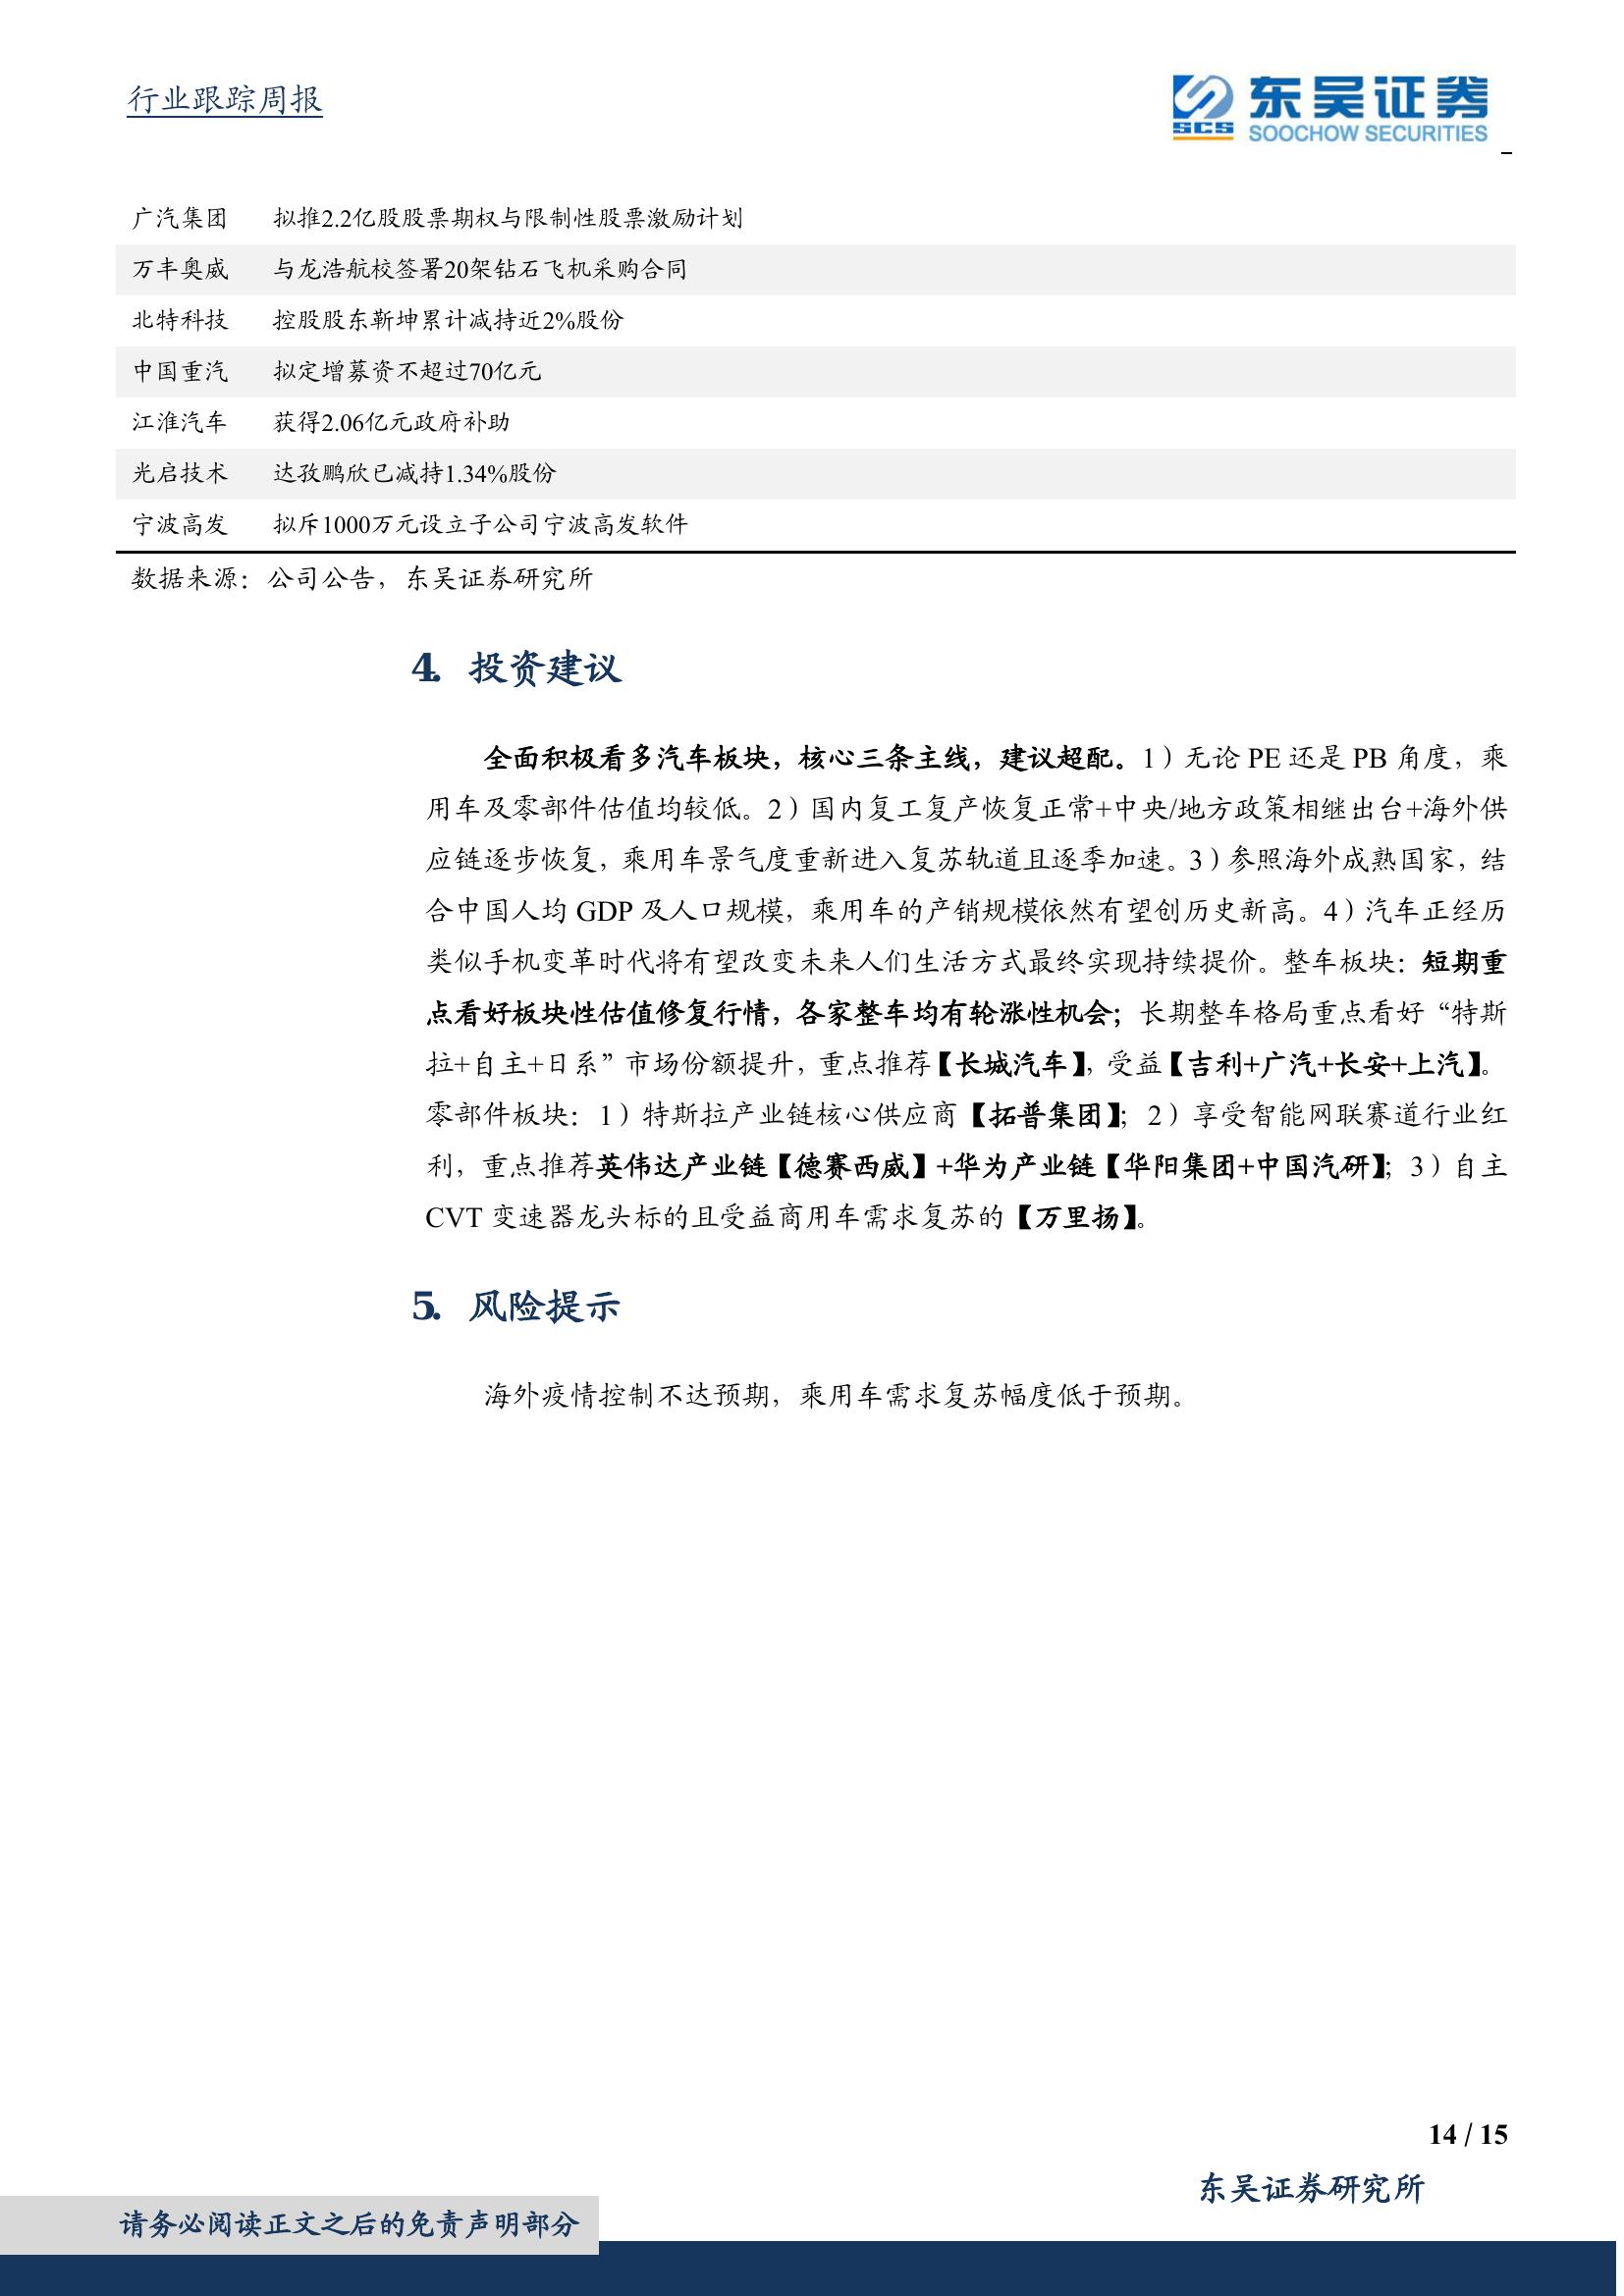 行业跟踪周报
SCS 东吴证券
SOOCHOW SECURITIES
广汽集团 拟推2.2亿股股票期权与限制性股票激励计划
万丰奥威 与龙浩航校签署20架钻石飞机采购合同
北特科技 控股股东靳坤累计减持近2%股份
中国重汽 拟定增募资不超过70亿元
江淮汽车 获得2.06亿元政府补助
光启技术 达孜鹏欣已减持1.34%股份
宁波高发 拟斥1000万元设立子公司宁波高发软件
数据来源：公司公告，东吴证券研究所
4. 投资建议
全面积极看多汽车板块，核心三条主线，建议超配。1）无论 PE 还是 PB 角度，乘
用车及零部件估值均较低。2）国内复工复产恢复正常+中央/地方政策相继出台+海外供
应链逐步恢复，乘用车景气度重新进入复苏轨道且逐季加速。3）参照海外成熟国家，结
合中国人均 GDP 及人口规模，乘用车的产销规模依然有望创历史新高。4）汽车正经历
类似手机变革时代将有望改变未来人们生活方式最终实现持续提价。整车板块：短期重
点看好板块性估值修复行情，各家整车均有轮涨性机会；长期整车格局重点看好“特斯
拉+自主+日系”市场份额提升，重点推荐【长城汽车】，受益【吉利+广汽+长安+上汽】。
零部件板块：1）特斯拉产业链核心供应商【拓普集团】；2）享受智能网联赛道行业红
利，重点推荐英伟达产业链【德赛西威】+华为产业链【华阳集团+中国汽研】；3）自主
CVT 变速器龙头标的且受益商用车需求复苏的【万里扬】。
5. 风险提示
海外疫情控制不达预期，乘用车需求复苏幅度低于预期。
14 / 15
东吴证券研究所
请务必阅读正文之后的免责声明部分